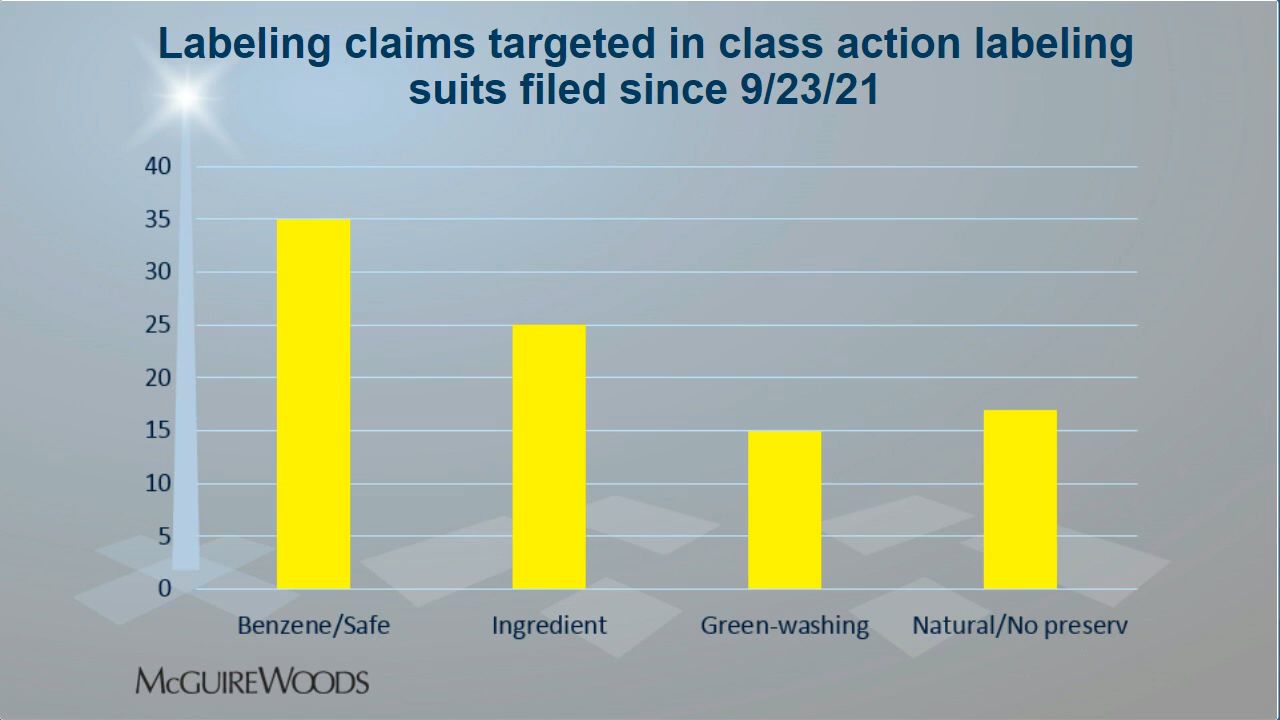 Labeling claims targeted in class action labeling
suits filed since 9/23/21
40
35
30
25
20
15
10
5
0
Benzene/Safe
Ingredient
Green-washing
Natural/No preserv
McGuireWoods